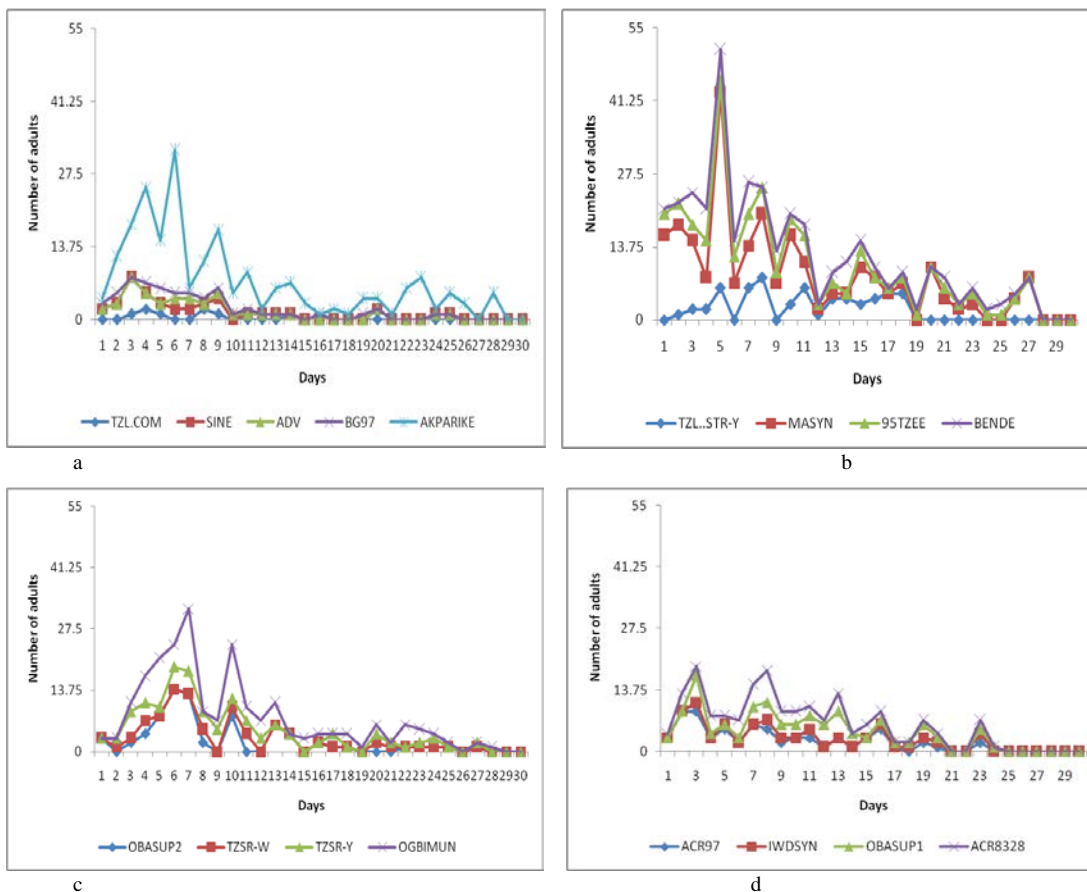 55
41.25
27.5
13.75
0
Number of adults
1 2 3 4 5 6 7 8 9 10 11 12 13 14 15 16 17 18 19 20 21 22 23 24 25 26 27 28 29 30
Days
TZL.COM SINE ADV BG97 AKPARIKE
a
55
41.25
27.5
13.75
0
Number of adults
1 3 5 7 9 11 13 15 17 19 21 23 25 27 29
Days
TZL..STR-Y MASYN 95TZEE BENDE
b
55
41.25
27.5
13.75
0
Number of adults
1 2 3 4 5 6 7 8 9 10 11 12 13 14 15 16 17 18 19 20 21 22 23 24 25 26 27 28 29 30
Days
OBASUP2 TZSR-W TZSR-Y OGBIMUN
c
55
41.25
27.5
13.75
0
Number of adults
1 3 5 7 9 11 13 15 17 19 21 23 25 27 29
Days
ACR97 IWDSYN OBASUP1 ACR8328
d